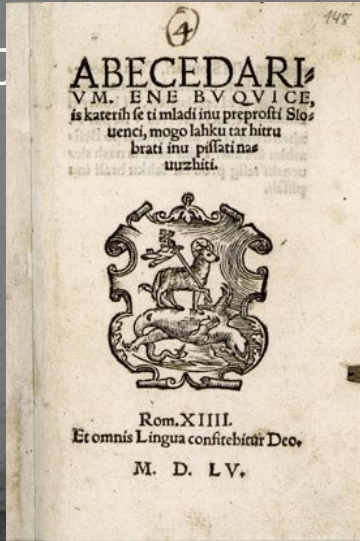 4
148
ABECEDARI⸗
VM. ENE BVQVICE,
is katerih ſe ti mladi inu preproſti Slo⸗
uenci, mogo lahku tar hitru
brati inu piſſati na⸗
uuzhiti.
Rom. XIIII.
Et omnis Lingua confitebitur Deo.
M. D. LV.